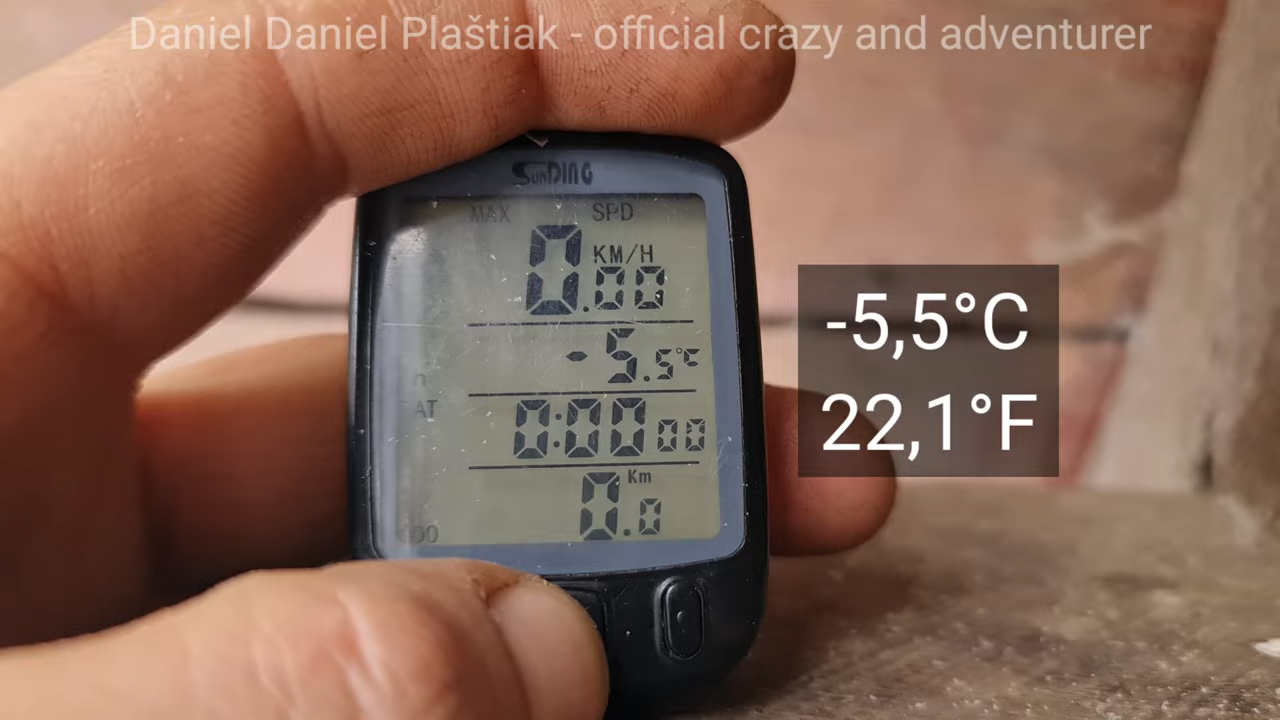 Daniel Daniel Plaštiak - official crazy and adventurer
SunDING
MAX SPD
0.00 KM/H
-5.5°C
AT
0:00 00
Km
0.0
-5,5°C
22,1°F